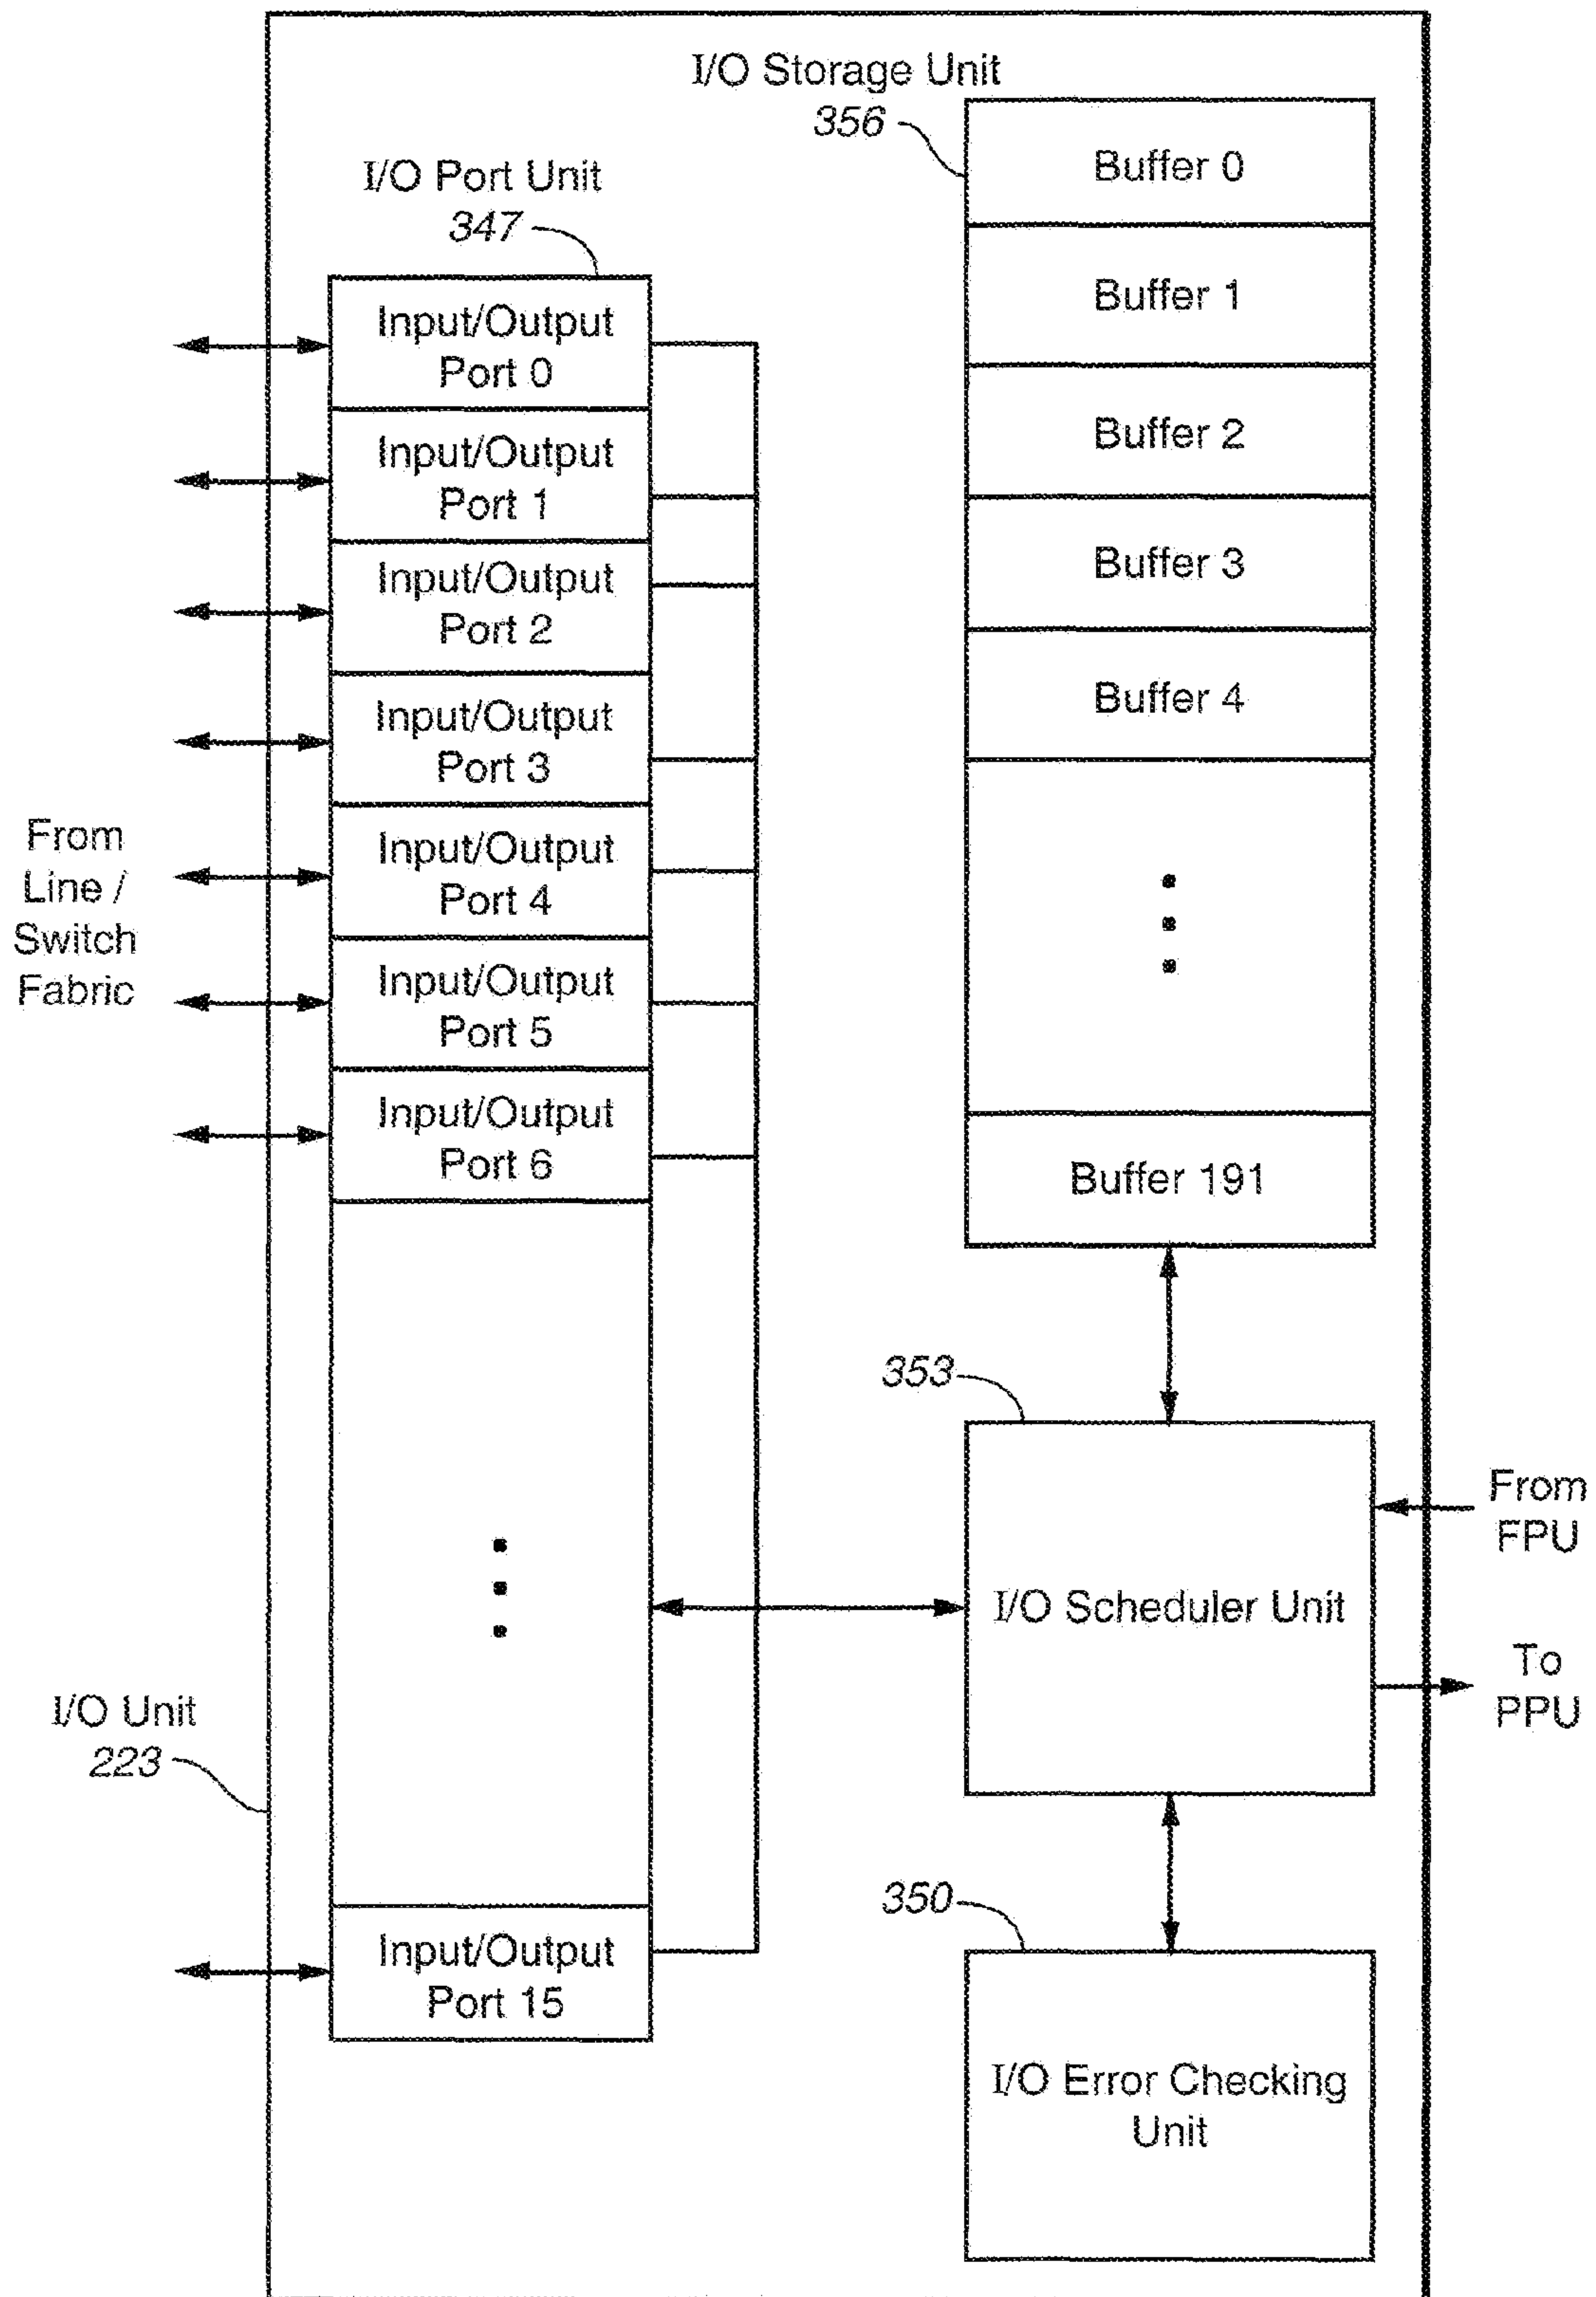 I/O Storage Unit
356
Buffer 0
Buffer 1
Buffer 2
Buffer 3
Buffer 4
Buffer 191
I/O Port Unit
347
Input/Output
Port 0
Input/Output
Port 1
Input/Output
Port 2
Input/Output
Port 3
Input/Output
Port 4
Input/Output
Port 5
Input/Output
Port 6
Input/Output
Port 15
From
Line /
Switch
Fabric
I/O Unit
223
353
I/O Scheduler Unit
From
FPU
To
PPU
350
I/O Error Checking
Unit